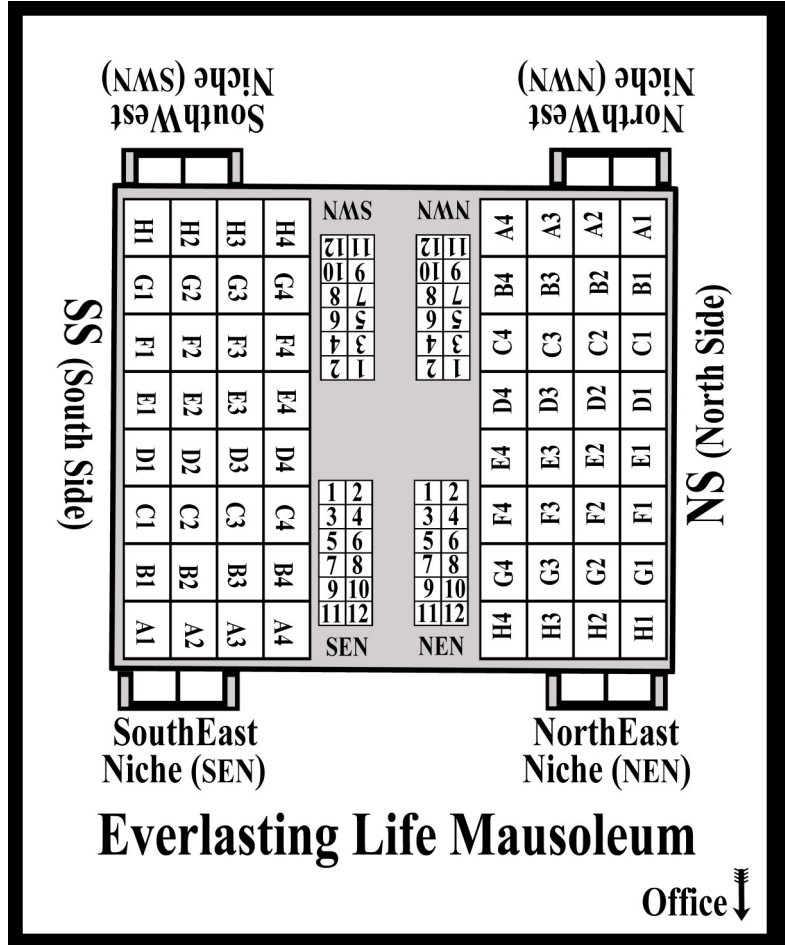 SouthWest
Niche (SWN)
NorthWest
Niche (NWN)
SS (South Side)
H1 H2 H3 H4
G1 G2 G3 G4
F1 F2 F3 F4
E1 E2 E3 E4
D1 D2 D3 D4
C1 C2 C3 C4
B1 B2 B3 B4
A1 A2 A3 A4
SWN
12 11
10 9
8 7
6 5
4 3
2 1
NWN
12 11
10 9
8 7
6 5
4 3
2 1
1 2
3 4
5 6
7 8
9 10
11 12
SEN
1 2
3 4
5 6
7 8
9 10
11 12
NEN
A4 A3 A2 A1
B4 B3 B2 B1
C4 C3 C2 C1
D4 D3 D2 D1
E4 E3 E2 E1
F4 F3 F2 F1
G4 G3 G2 G1
H4 H3 H2 H1
NS (North Side)
SouthEast
Niche (SEN)
NorthEast
Niche (NEN)
Everlasting Life Mausoleum
Office